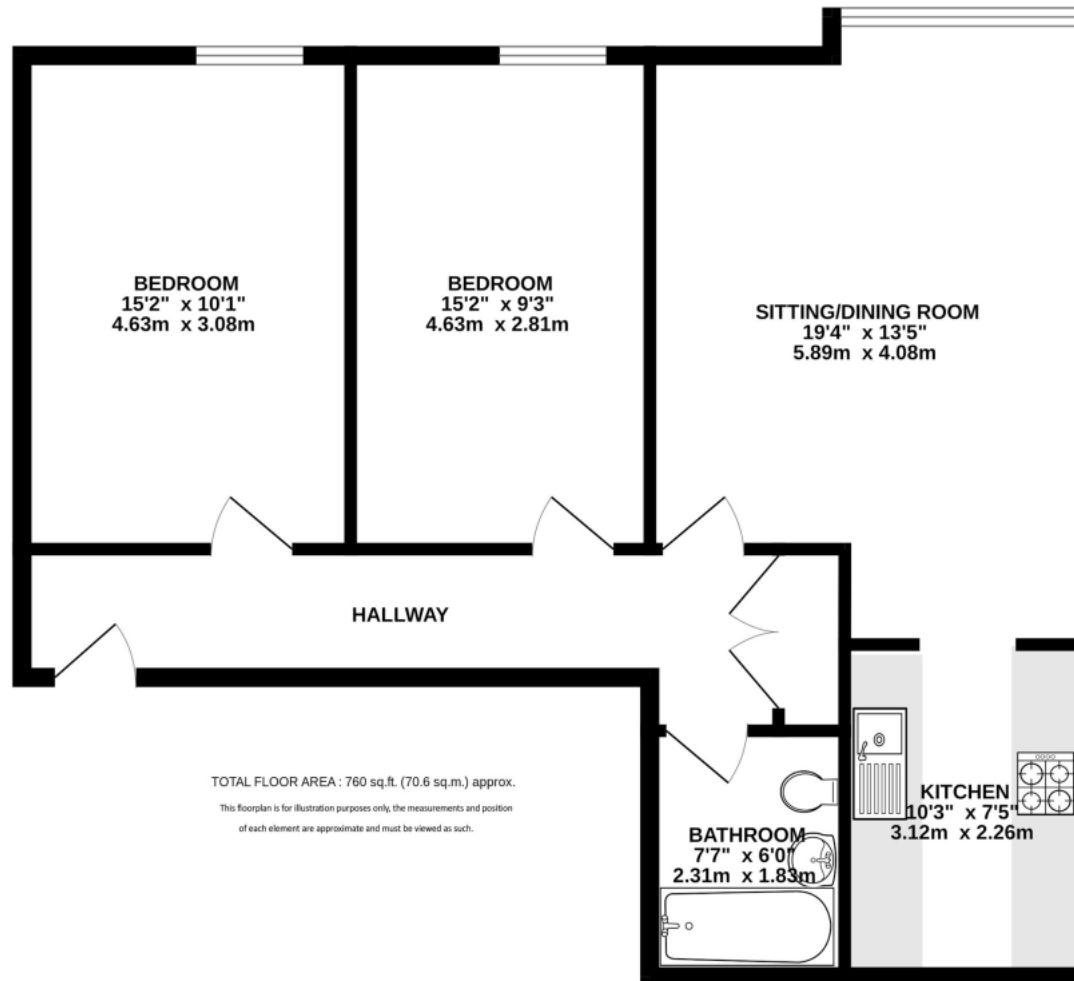 BEDROOM
15'2" x 10'1"
4.63m x 3.08m
BEDROOM
15'2" x 9'3"
4.63m x 2.81m
SITTING/DINING ROOM
19'4" x 13'5"
5.89m x 4.08m
HALLWAY
TOTAL FLOOR AREA : 760 sq.ft. (70.6 sq.m.) approx.
This floorplan is for illustration purposes only, the measurements and position
of each element are approximate and must be viewed as such.
BATHROOM
7'7" x 6'0"
2.31m x 1.83m
KITCHEN
10'3" x 7'5"
3.12m x 2.26m